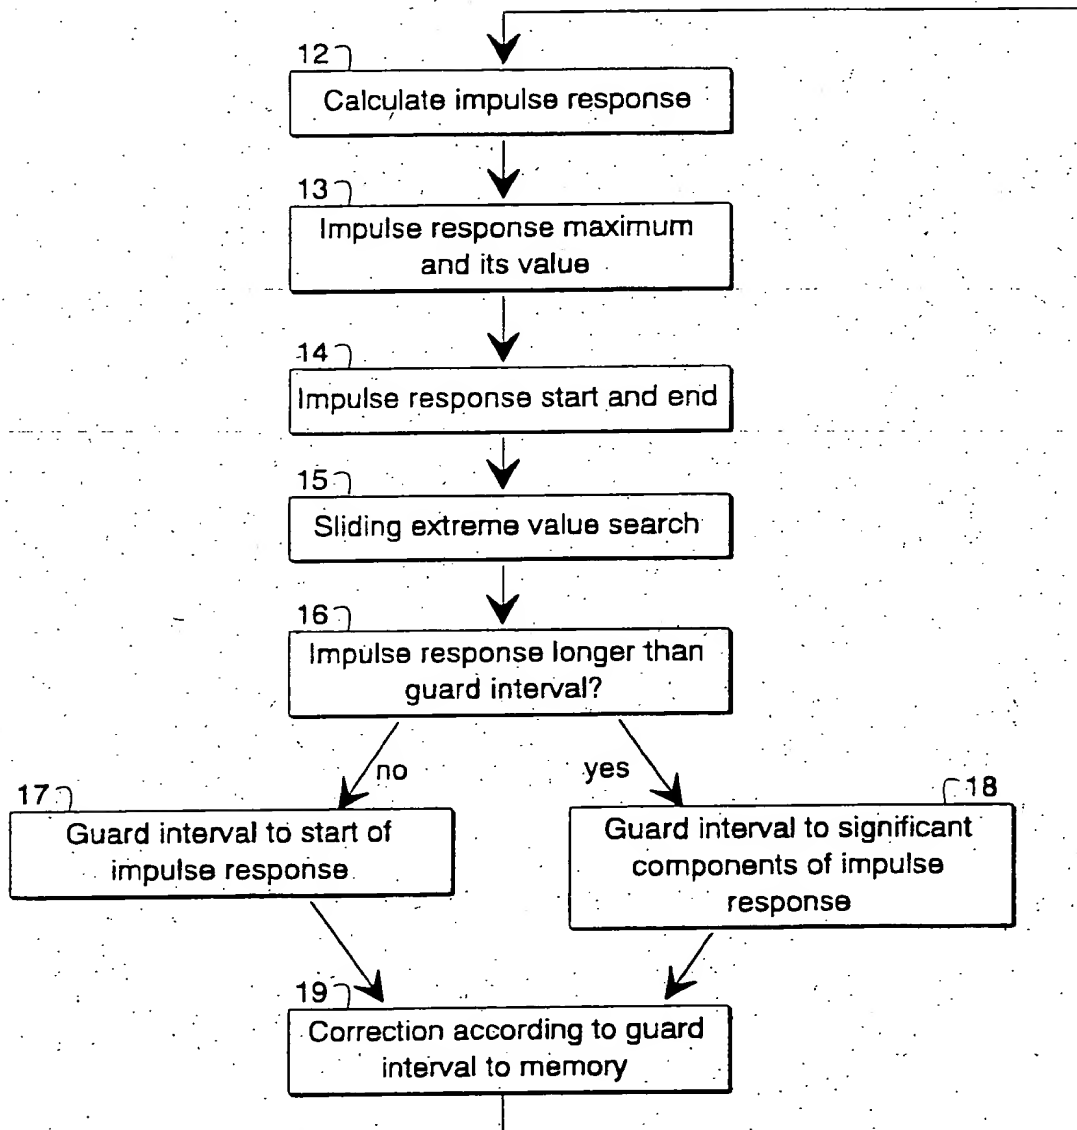 12
Calculate impulse response
13
Impulse response maximum
and its value
14
Impulse response start and end
15
Sliding extreme value search
16
Impulse response longer than
guard interval?
no
yes
17
Guard interval to start of
impulse response
18
Guard interval to significant
components of impulse
response
19
Correction according to guard
interval to memory